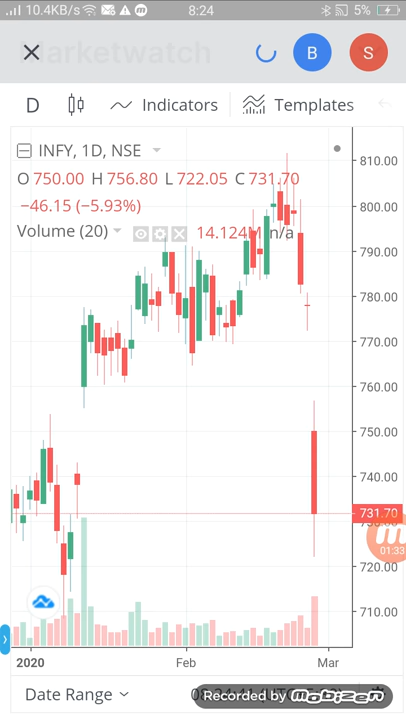 10.4KB/s 8:24 5%
Marketwatch B S
D Indicators Templates
INFY, 1D, NSE
O 750.00 H 756.80 L 722.05 C 731.70
−46.15 (−5.93%)
Volume (20) 14.124M n/a
810.00
800.00
790.00
780.00
770.00
760.00
750.00
740.00
731.70
720.00
710.00
01:33
2020 Feb Mar
Date Range
Recorded by mobizen